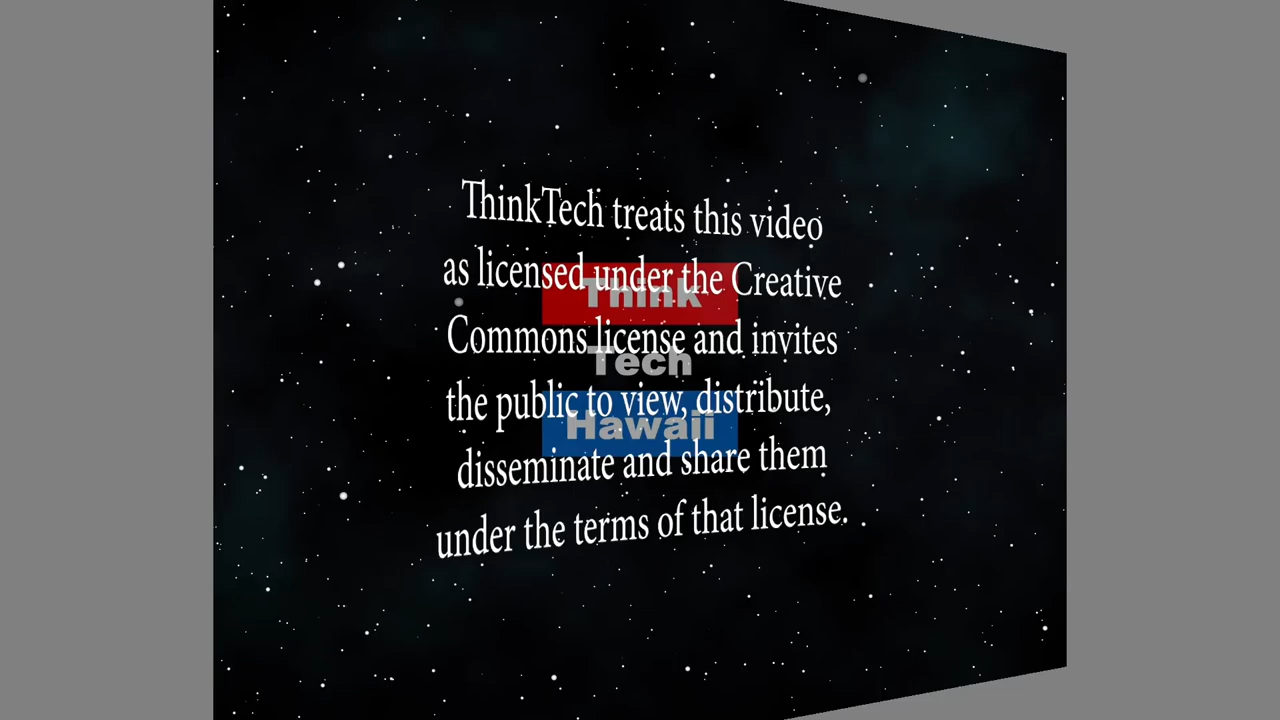 ThinkTech treats this video
as licensed under the Creative
Commons license and invites
the public to view, distribute,
disseminate and share them
under the terms of that license.
Think
Tech
Hawaii